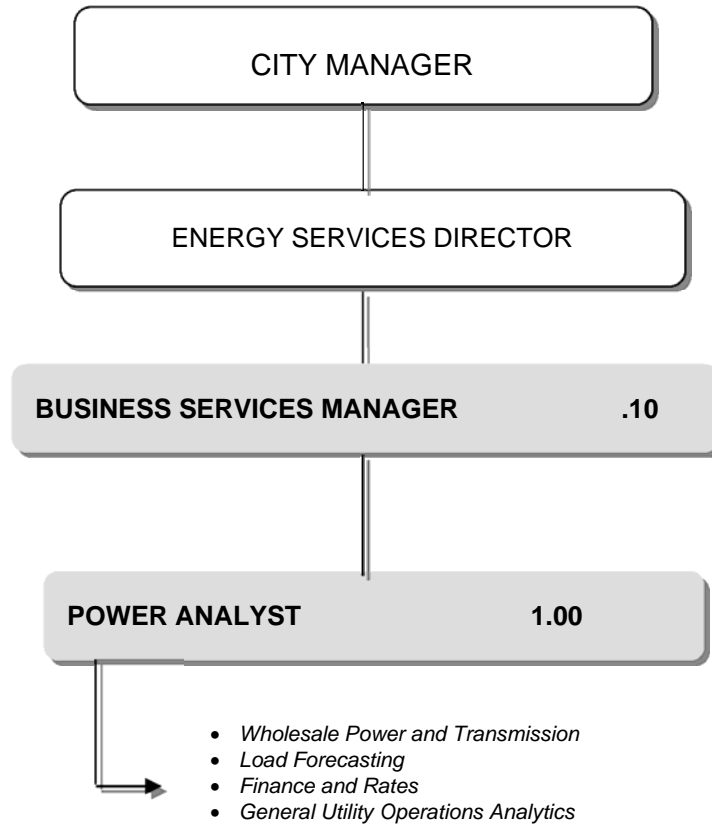 CITY MANAGER
ENERGY SERVICES DIRECTOR
BUSINESS SERVICES MANAGER .10
POWER ANALYST 1.00
• Wholesale Power and Transmission
• Load Forecasting
• Finance and Rates
• General Utility Operations Analytics